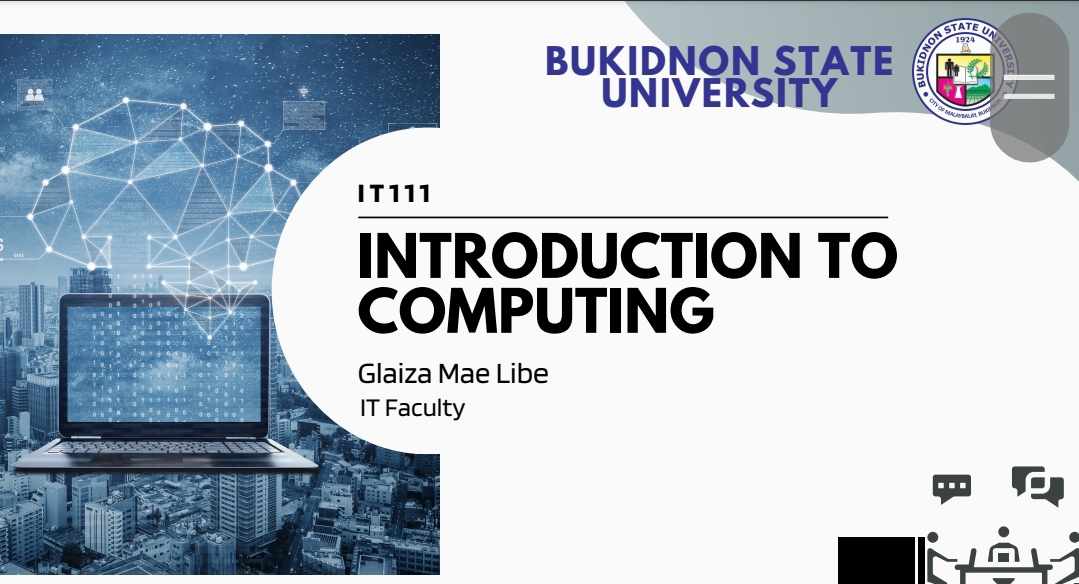 BUKIDNON STATE
UNIVERSITY
BUKIDNON STATE UNIVERSITY
1924
CITY OF MALAYBALAY,
IT111
INTRODUCTION TO
COMPUTING
Glaiza Mae Libe
IT Faculty